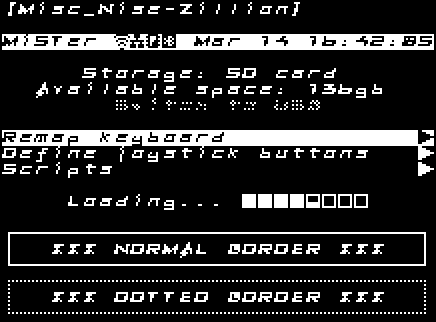 [Misc_Nise-Zillion]
MiSTer Mar 14 16:42:05
Storage: SD card
Available space: 136gb
Remap keyboard
Define joystick buttons
Scripts
Loading...
*** NORMAL BORDER ***
*** DOTTED BORDER ***